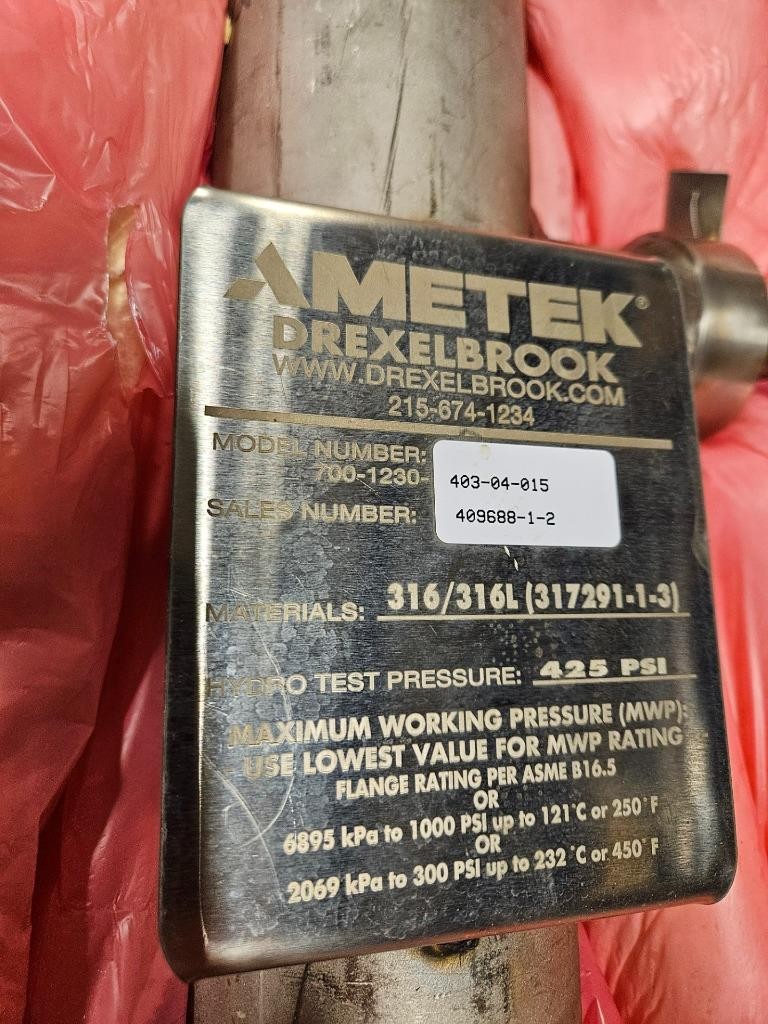 AMETEK®
DREXELBROOK
WWW.DREXELBROOK.COM
215-674-1234
MODEL NUMBER:
700-1230- 403-04-015
SALES NUMBER: 409688-1-2
MATERIALS: 316/316L (317291-1-3)
HYDRO TEST PRESSURE: 425 PSI
MAXIMUM WORKING PRESSURE (MWP):
- USE LOWEST VALUE FOR MWP RATING -
FLANGE RATING PER ASME B16.5
OR
6895 kPa to 1000 PSI up to 121°C or 250°F
OR
2069 kPa to 300 PSI up to 232°C or 450°F